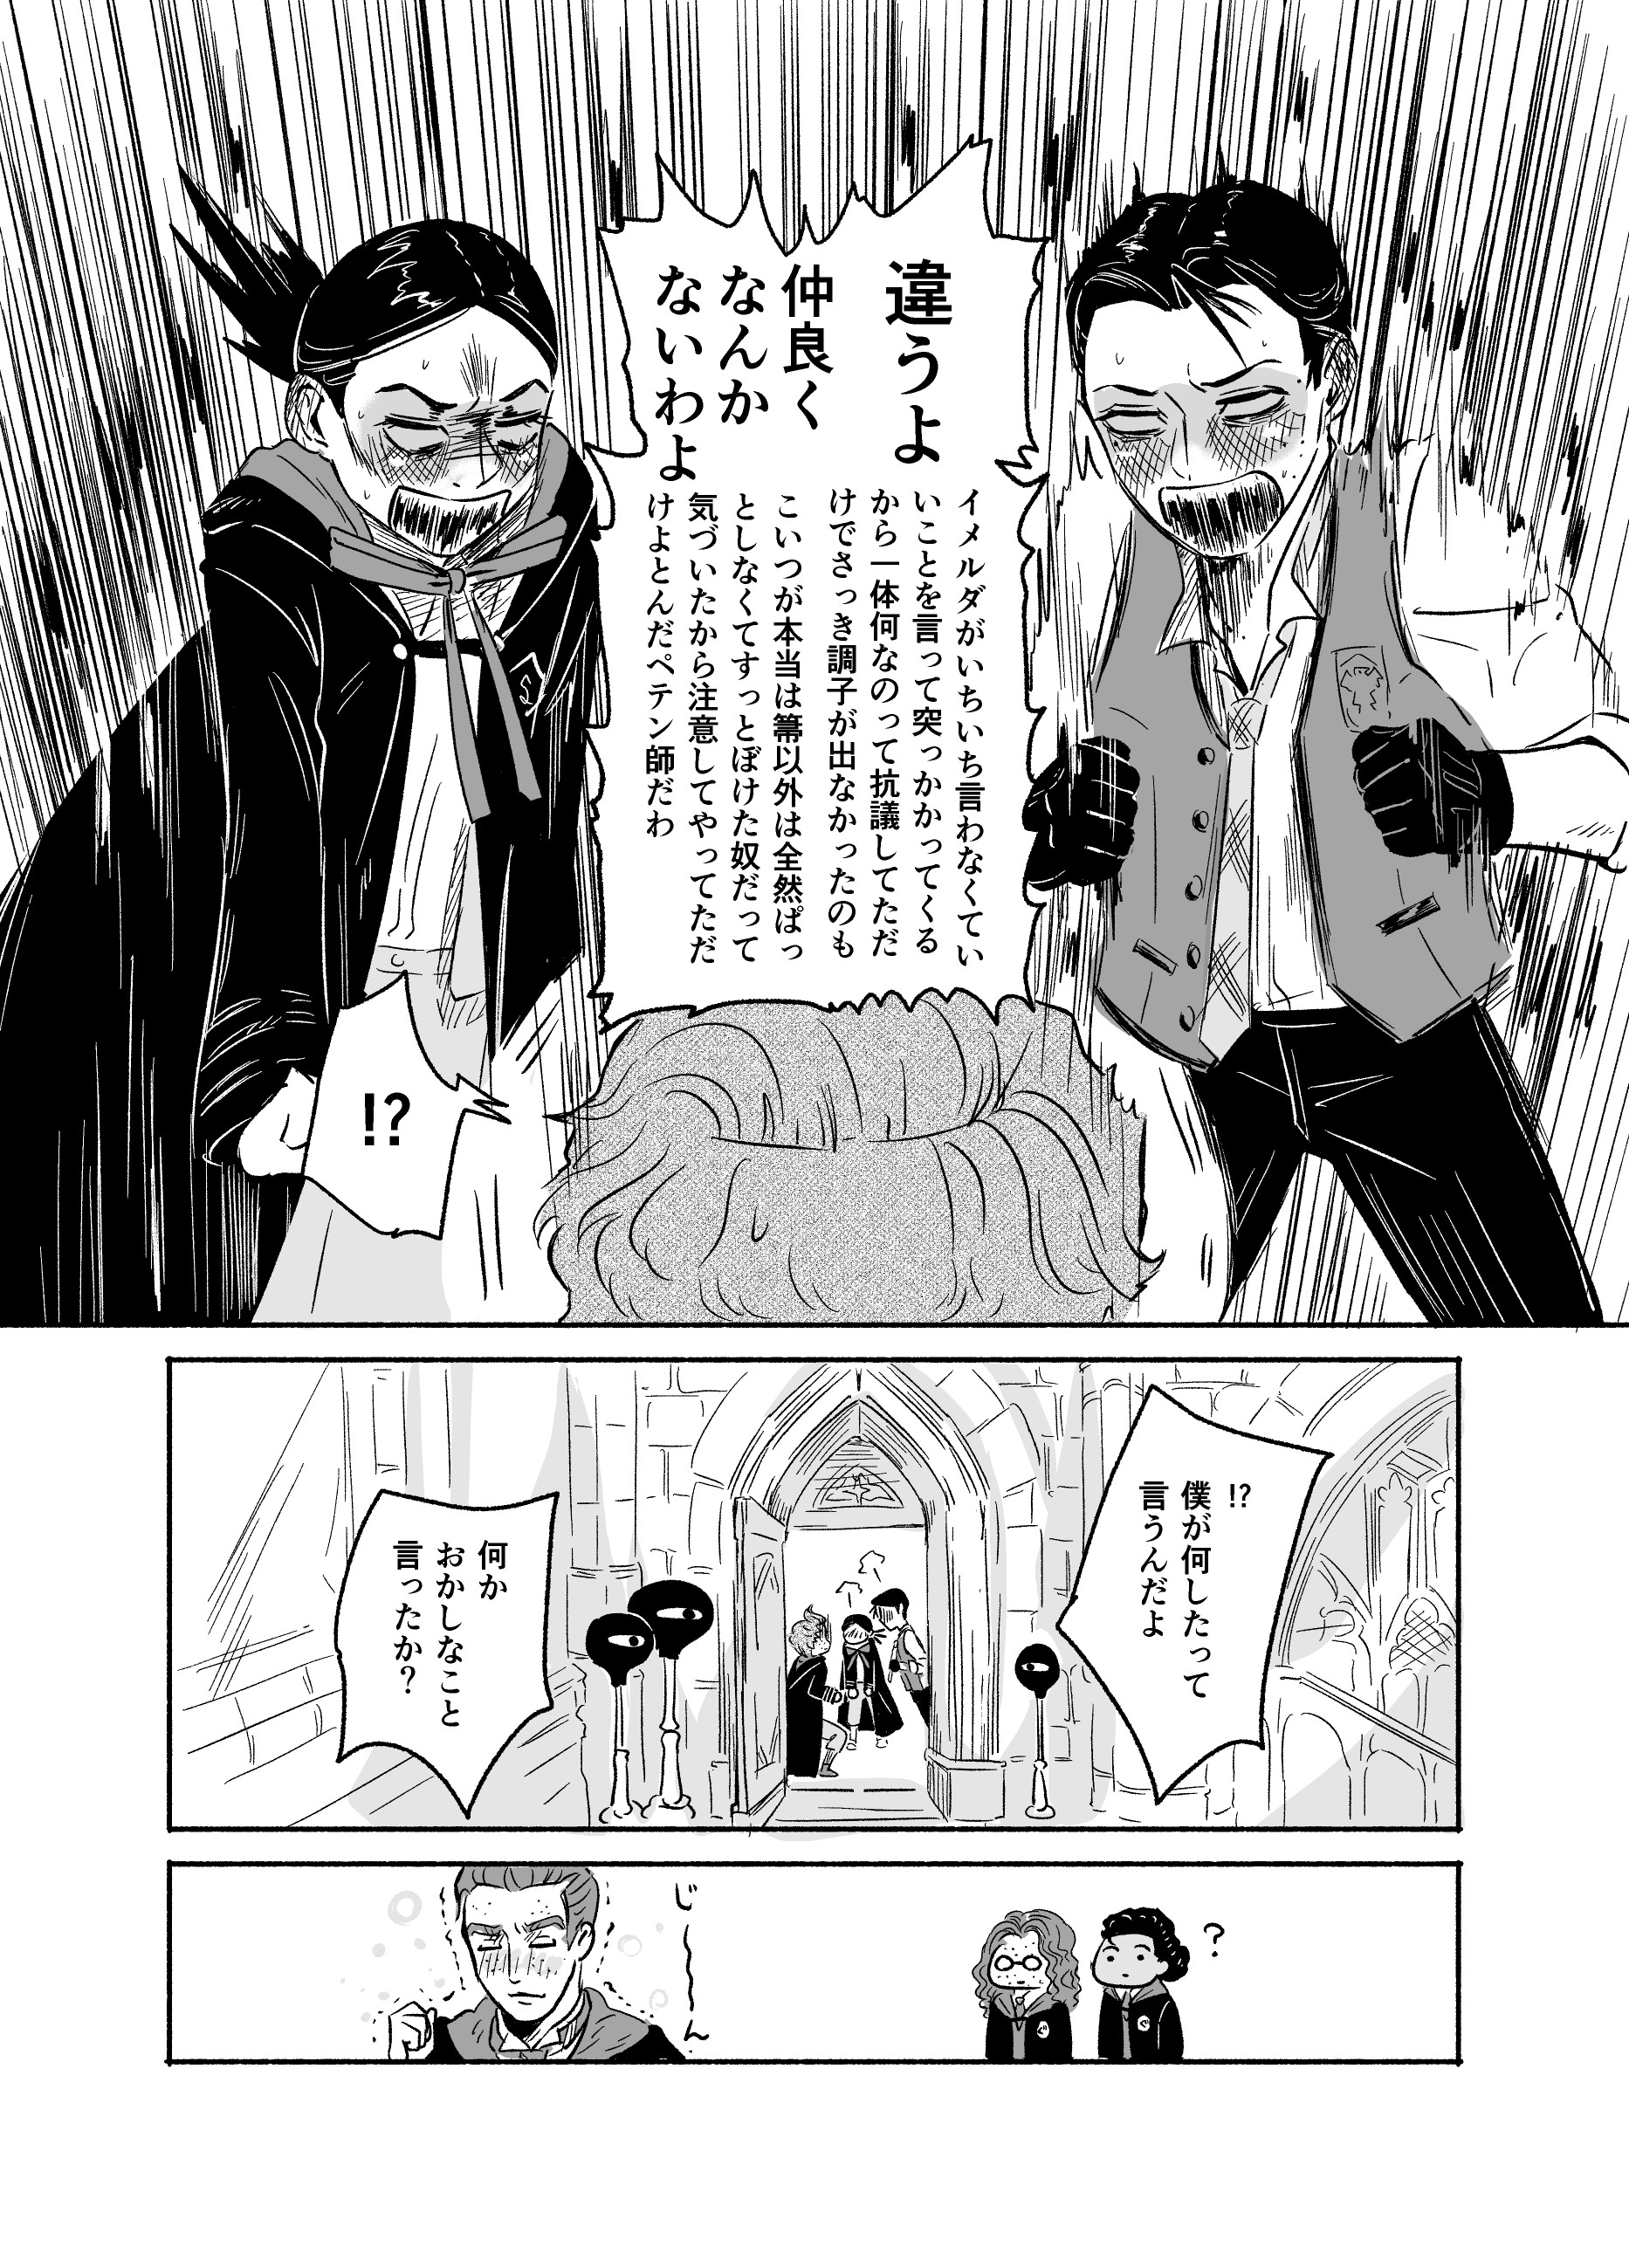 違うよ
イメルダがいちいち言わなくてい
いことを言って突っかかってくる
から一体何なのって抗議してただ
けでさっき調子が出なかったのも
仲良く
なんか
ないわよ
こいつが本当は箒以外は全然ぱっ
としなくてすっとぼけた奴だって
気づいたから注意してやってただ
けよとんだペテン師だわ
!?
!?
僕が何したって
言うんだよ
何か
おかしなこと
言ったか?
?
じ〜〜ん